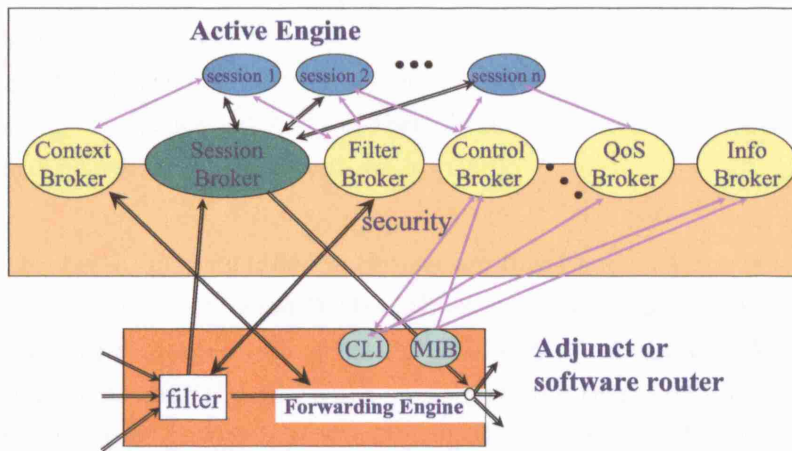 Active Engine
session 1
session 2
session n
Context
Broker
Session
Broker
Filter
Broker
Control
Broker
QoS
Broker
Info
Broker
security
CLI
MIB
filter
Forwarding Engine
Adjunct or
software router